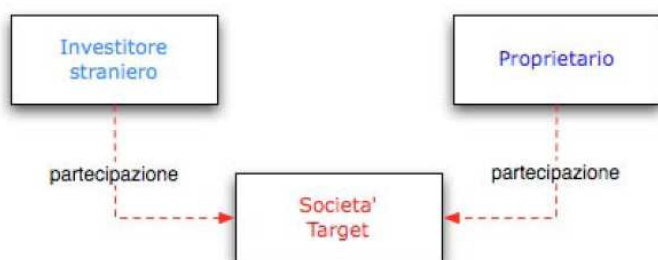 Investitore
straniero
Proprietario
partecipazione
partecipazione
Societa'
Target